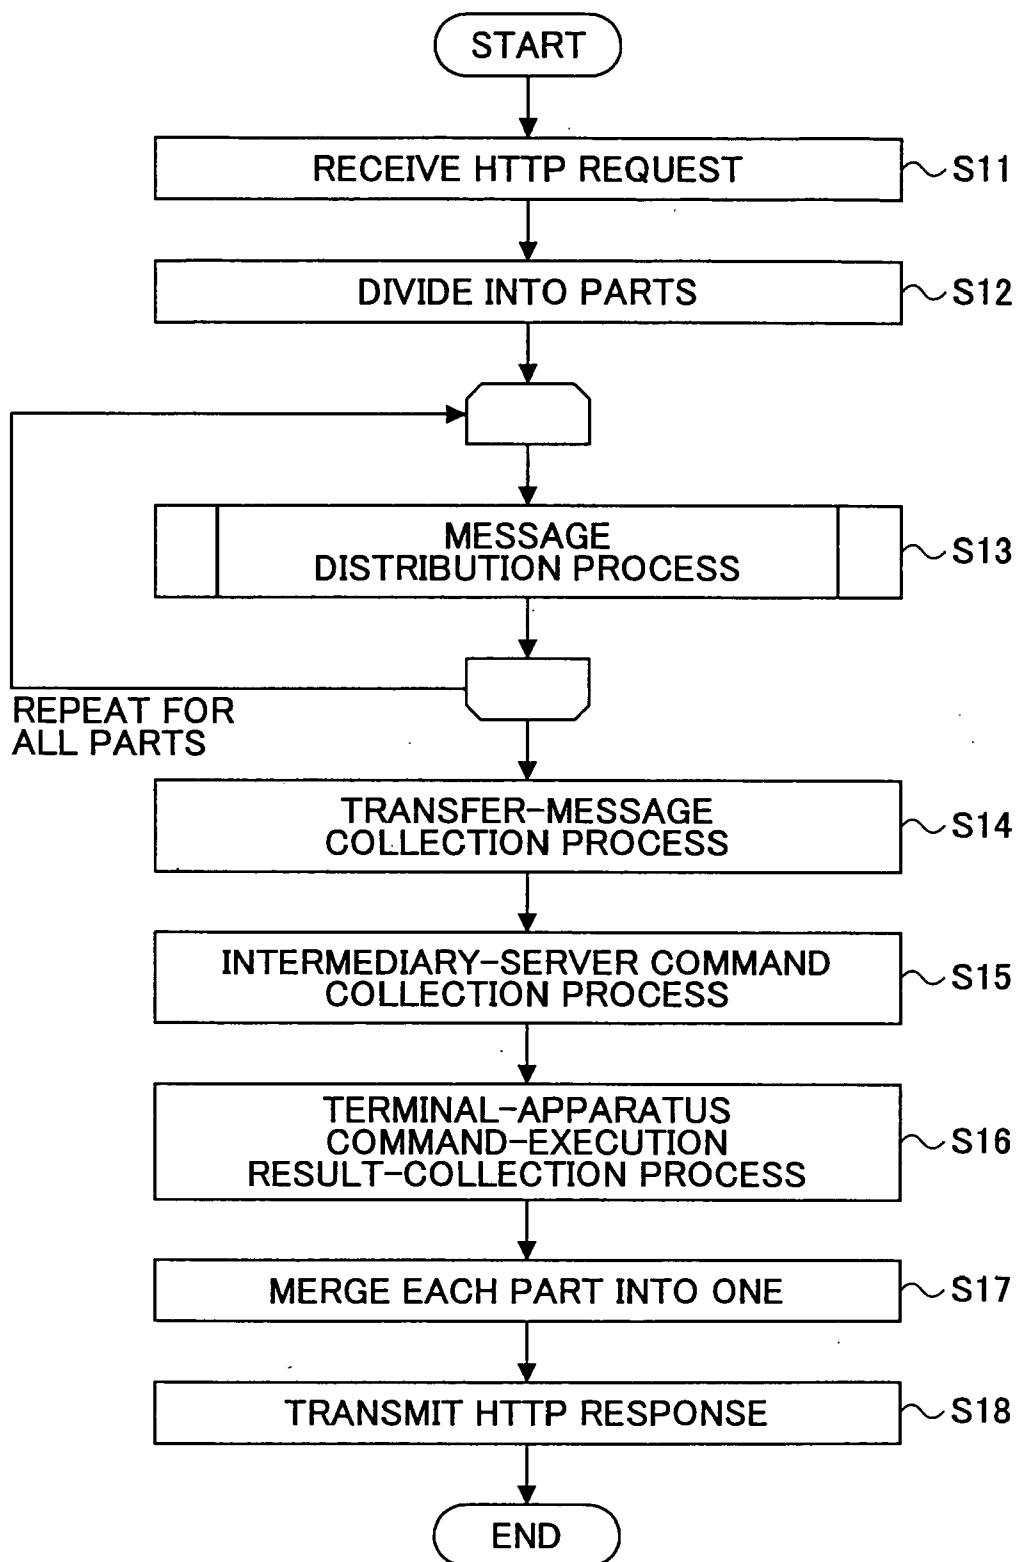 START
RECEIVE HTTP REQUEST
S11
DIVIDE INTO PARTS
S12
MESSAGE
DISTRIBUTION PROCESS
S13
REPEAT FOR
ALL PARTS
TRANSFER-MESSAGE
COLLECTION PROCESS
S14
INTERMEDIARY-SERVER COMMAND
COLLECTION PROCESS
S15
TERMINAL-APPARATUS
COMMAND-EXECUTION
RESULT-COLLECTION PROCESS
S16
MERGE EACH PART INTO ONE
S17
TRANSMIT HTTP RESPONSE
S18
END